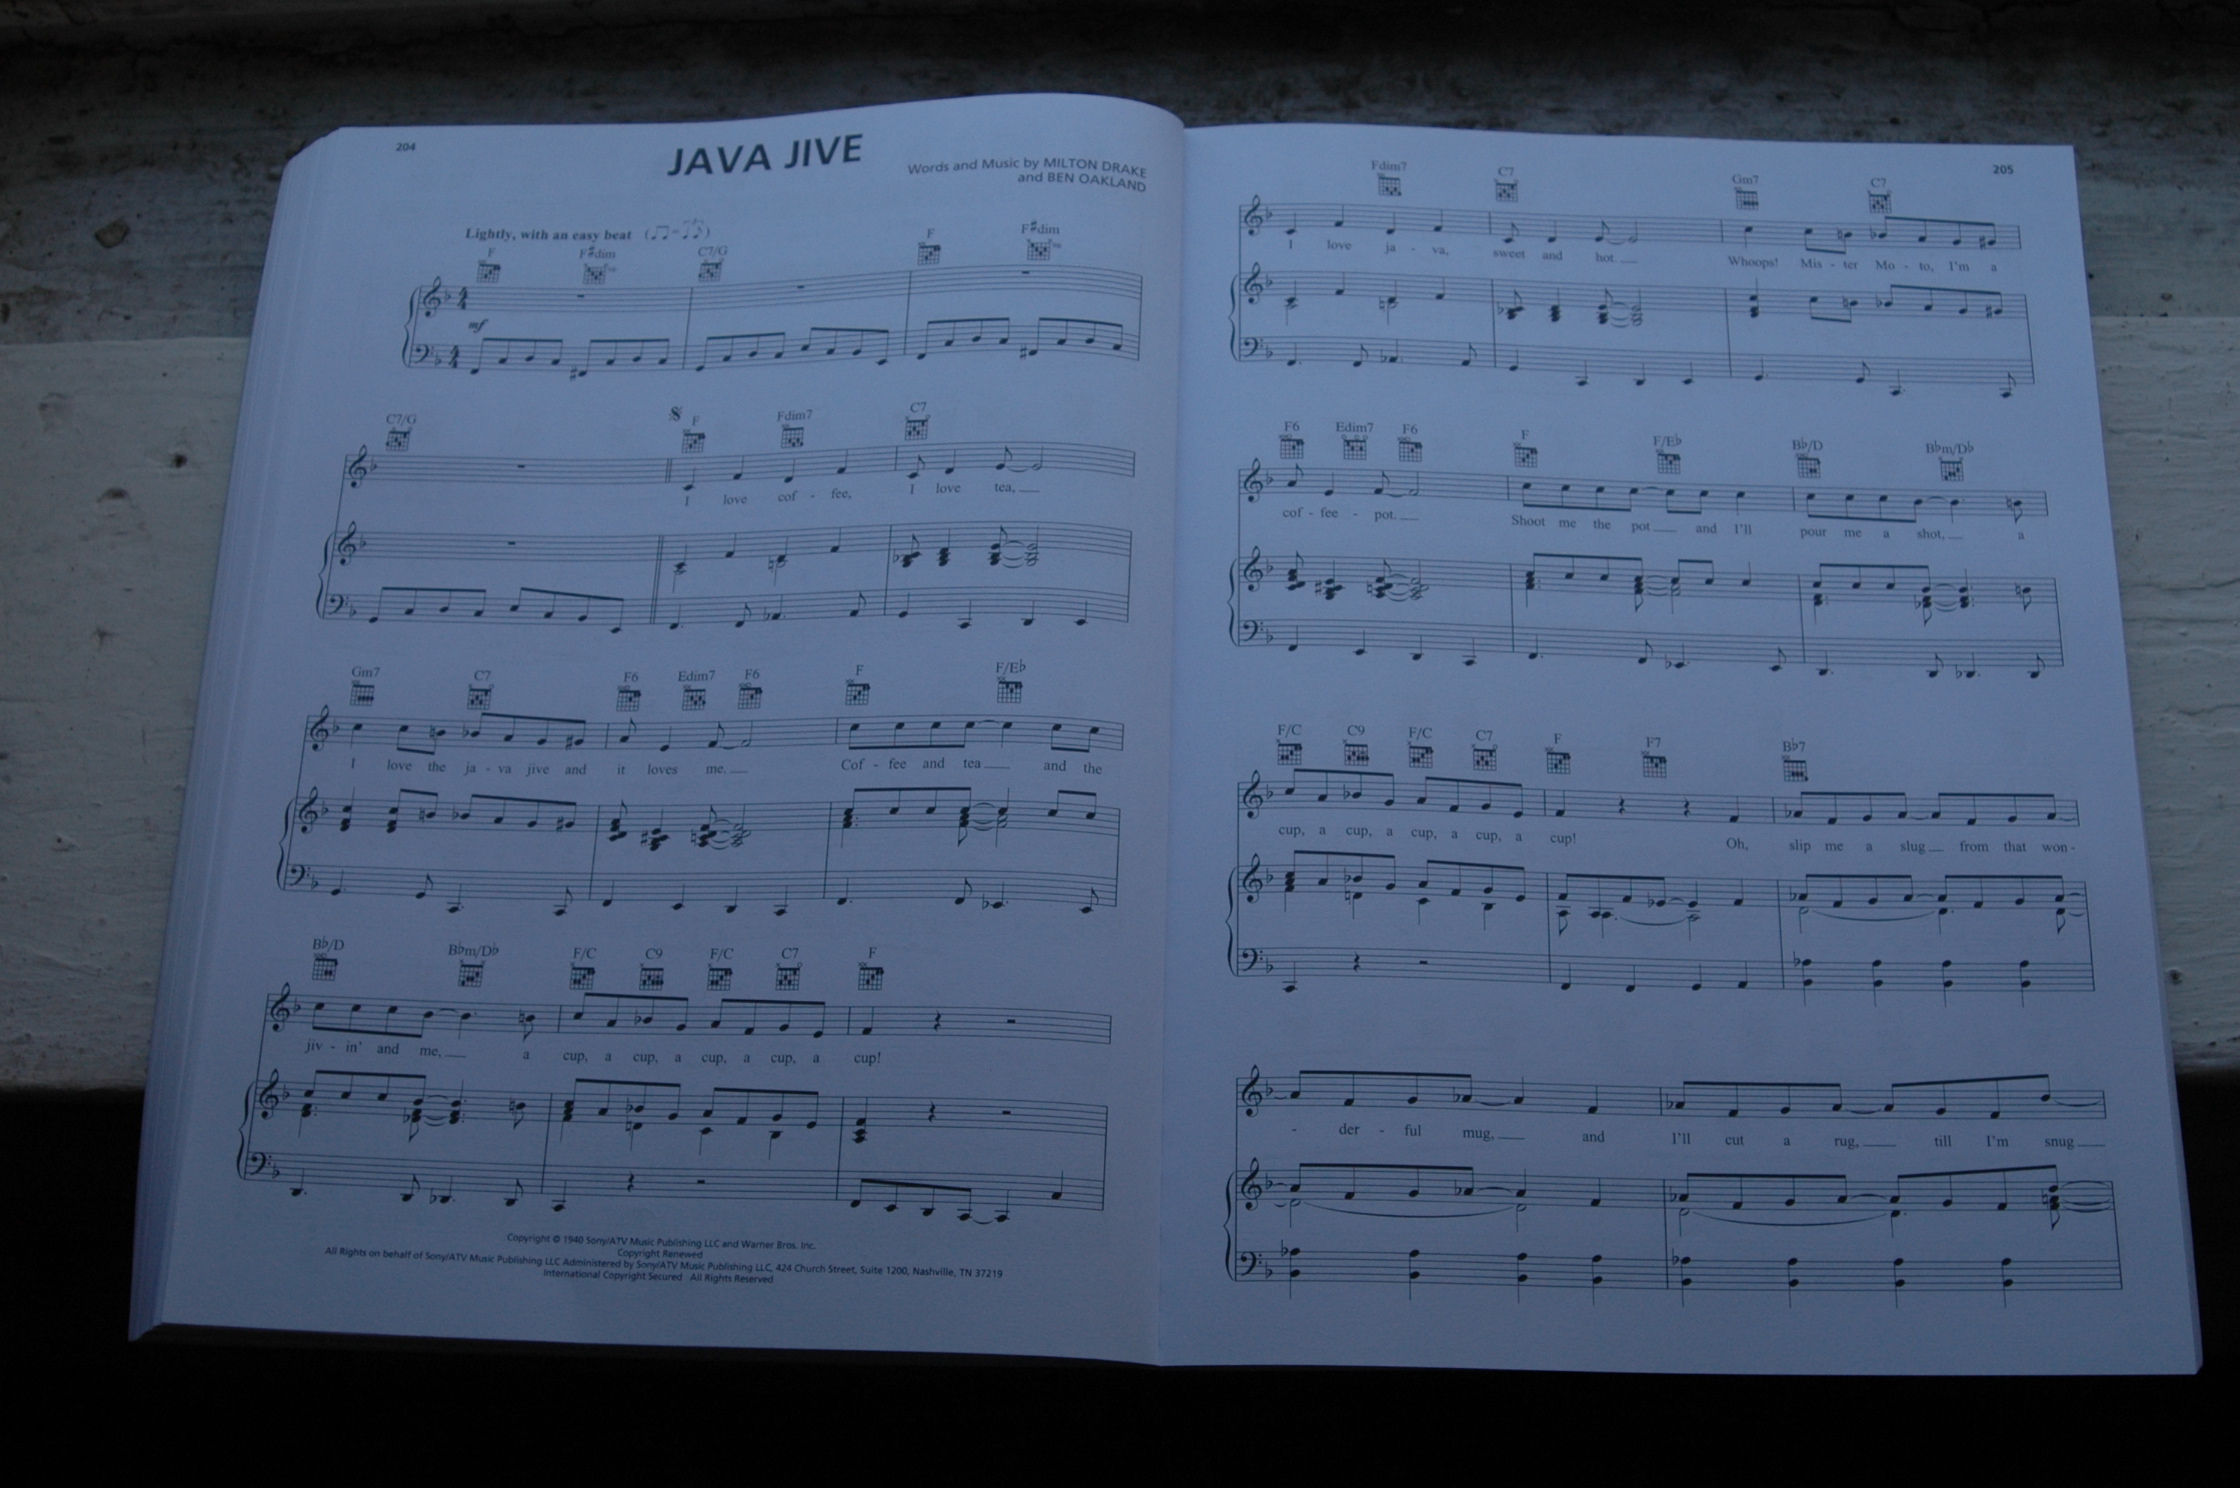 204
JAVA JIVE
Words and Music by MILTON DRAKE
and BEN OAKLAND
Lightly, with an easy beat
F F♯dim C7/G F F♯dim
mf
C7/G F Fdim7 C7
I love cof - fee, I love tea,
Gm7 C7 F6 Edim7 F6 F F/E♭
I love the ja - va jive and it loves me. Cof - fee and tea and the
B♭/D B♭m/D♭ F/C C9 F/C C7 F
jiv - in' and me, a cup, a cup, a cup, a cup, a cup!
Copyright © 1940 Sony/ATV Music Publishing LLC and Warner Bros. Inc.
Copyright Renewed
All Rights on behalf of Sony/ATV Music Publishing LLC Administered by Sony/ATV Music Publishing LLC, 424 Church Street, Suite 1200, Nashville, TN 37219
International Copyright Secured All Rights Reserved
205
Fdim7 C7 Gm7 C7
I love ja - va, sweet and hot. Whoops! Mis - ter Mo - to, I'm a
F6 Edim7 F6 F F/E♭ B♭/D B♭m/D♭
cof - fee - pot. Shoot me the pot and I'll pour me a shot, a
F/C C9 F/C C7 F F7 B♭7
cup, a cup, a cup, a cup, a cup! Oh, slip me a slug from that won -
- der - ful mug, and I'll cut a rug, till I'm snug